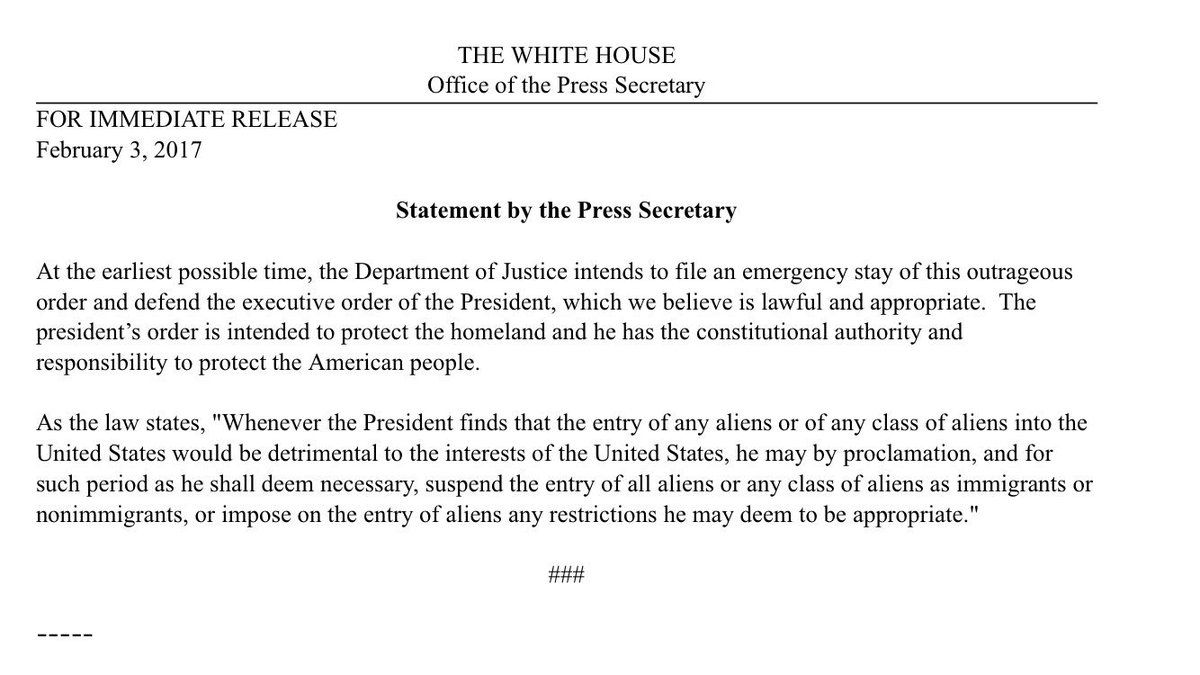 THE WHITE HOUSE
Office of the Press Secretary
FOR IMMEDIATE RELEASE
February 3, 2017
Statement by the Press Secretary
At the earliest possible time, the Department of Justice intends to file an emergency stay of this outrageous
order and defend the executive order of the President, which we believe is lawful and appropriate.  The
president’s order is intended to protect the homeland and he has the constitutional authority and
responsibility to protect the American people.
As the law states, "Whenever the President finds that the entry of any aliens or of any class of aliens into the
United States would be detrimental to the interests of the United States, he may by proclamation, and for
such period as he shall deem necessary, suspend the entry of all aliens or any class of aliens as immigrants or
nonimmigrants, or impose on the entry of aliens any restrictions he may deem to be appropriate."
###
-----